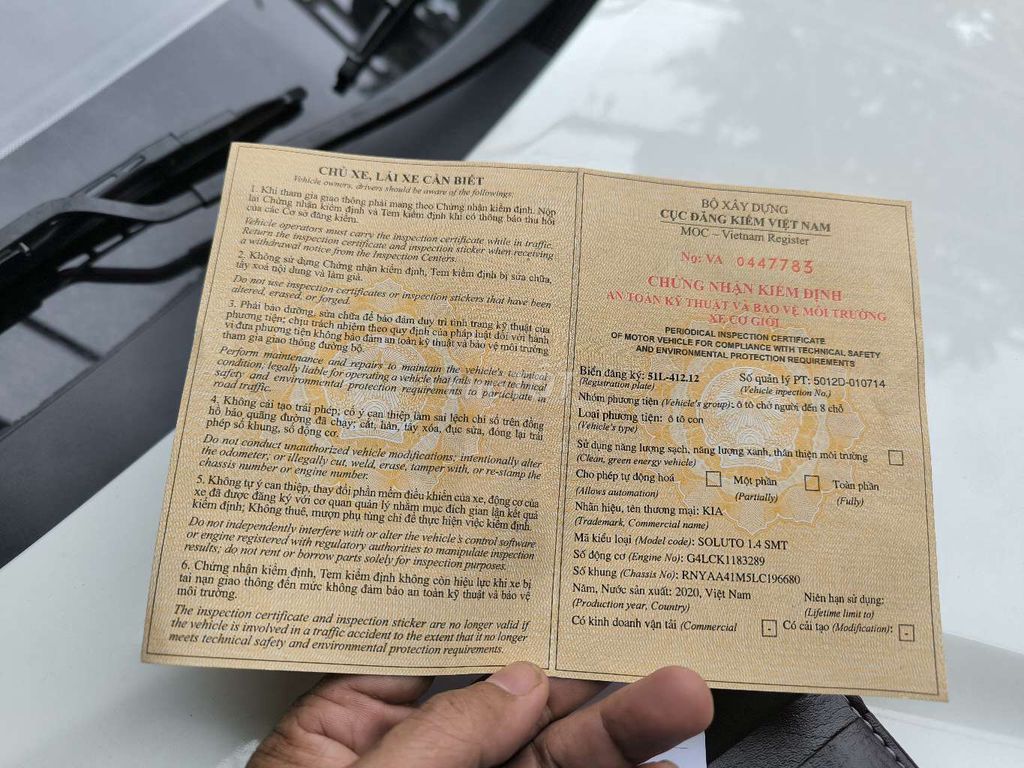 CHỦ XE, LÁI XE CẦN BIẾT
Vehicle owners, drivers should be aware of the followings:
1. Khi tham gia giao thông phải mang theo Chứng nhận kiểm định. Nộp
lại Chứng nhận kiểm định và Tem kiểm định khi có thông báo thu hồi
của các Cơ sở đăng kiểm.
Vehicle operators must carry the inspection certificate while in traffic.
Return the inspection certificate and inspection sticker when receiving
a withdrawal notice from the Inspection Centers.
2. Không sử dụng Chứng nhận kiểm định, Tem kiểm định bị sửa chữa,
tẩy xoá nội dung và làm giả.
Do not use inspection certificates or inspection stickers that have been
altered, erased, or forged.
3. Phải bảo dưỡng, sửa chữa để bảo đảm duy trì tình trạng kỹ thuật của
phương tiện; chịu trách nhiệm theo quy định của pháp luật đối với hành
vi đưa phương tiện không bảo đảm an toàn kỹ thuật và bảo vệ môi trường
tham gia giao thông đường bộ.
Perform maintenance and repairs to maintain the vehicle's technical
condition; legally liable for operating a vehicle that fails to meet technical
safety and environmental protection requirements to participate in
road traffic.
4. Không cải tạo trái phép; cố ý can thiệp làm sai lệch chỉ số trên đồng
hồ báo quãng đường đã chạy; cắt, hàn, tẩy xóa, đục sửa, đóng lại trái
phép số khung, số động cơ.
Do not conduct unauthorized vehicle modifications; intentionally alter
the odometer; or illegally cut, weld, erase, tamper with, or re-stamp the
chassis number or engine number.
5. Không tự ý can thiệp, thay đổi phần mềm điều khiển của xe, động cơ của
xe đã được đăng ký với cơ quan quản lý nhằm mục đích gian lận kết quả
kiểm định; Không thuê, mượn phụ tùng chỉ để thực hiện việc kiểm định.
Do not independently interfere with or alter the vehicle's control software
or engine registered with regulatory authorities to manipulate inspection
results; do not rent or borrow parts solely for inspection purposes.
6. Chứng nhận kiểm định, Tem kiểm định không còn hiệu lực khi xe bị
tai nạn giao thông đến mức không đảm bảo an toàn kỹ thuật và bảo vệ
môi trường.
The inspection certificate and inspection sticker are no longer valid if
the vehicle is involved in a traffic accident to the extent that it no longer
meets technical safety and environmental protection requirements.
BỘ XÂY DỰNG
CỤC ĐĂNG KIỂM VIỆT NAM
MOC – Vietnam Register
No: VA 0447783
CHỨNG NHẬN KIỂM ĐỊNH
AN TOÀN KỸ THUẬT VÀ BẢO VỆ MÔI TRƯỜNG
XE CƠ GIỚI
PERIODICAL INSPECTION CERTIFICATE
OF MOTOR VEHICLE FOR COMPLIANCE WITH TECHNICAL SAFETY
AND ENVIRONMENTAL PROTECTION REQUIREMENTS
Biển đăng ký: 51L-412.12 Số quản lý PT: 5012D-010714
(Registration plate) (Vehicle inpection No.)
Nhóm phương tiện (Vehicle's group): ô tô chở người đến 8 chỗ
Loại phương tiện: ô tô con
(Vehicle's type)
Sử dụng năng lượng sạch, năng lượng xanh, thân thiện môi trường
(Clean, green energy vehicle)
Cho phép tự động hoá Một phần Toàn phần
(Allows automation) (Partially) (Fully)
Nhãn hiệu, tên thương mại: KIA
(Trademark, Commercial name)
Mã kiểu loại (Model code): SOLUTO 1.4 SMT
Số động cơ (Engine No): G4LCK1183289
Số khung (Chassis No): RNYAA41M5LC196680
Năm, Nước sản xuất: 2020, Việt Nam Niên hạn sử dụng:
(Production year, Country) (Lifetime limit to)
Có kinh doanh vận tải (Commercial - Có cải tạo (Modification): -